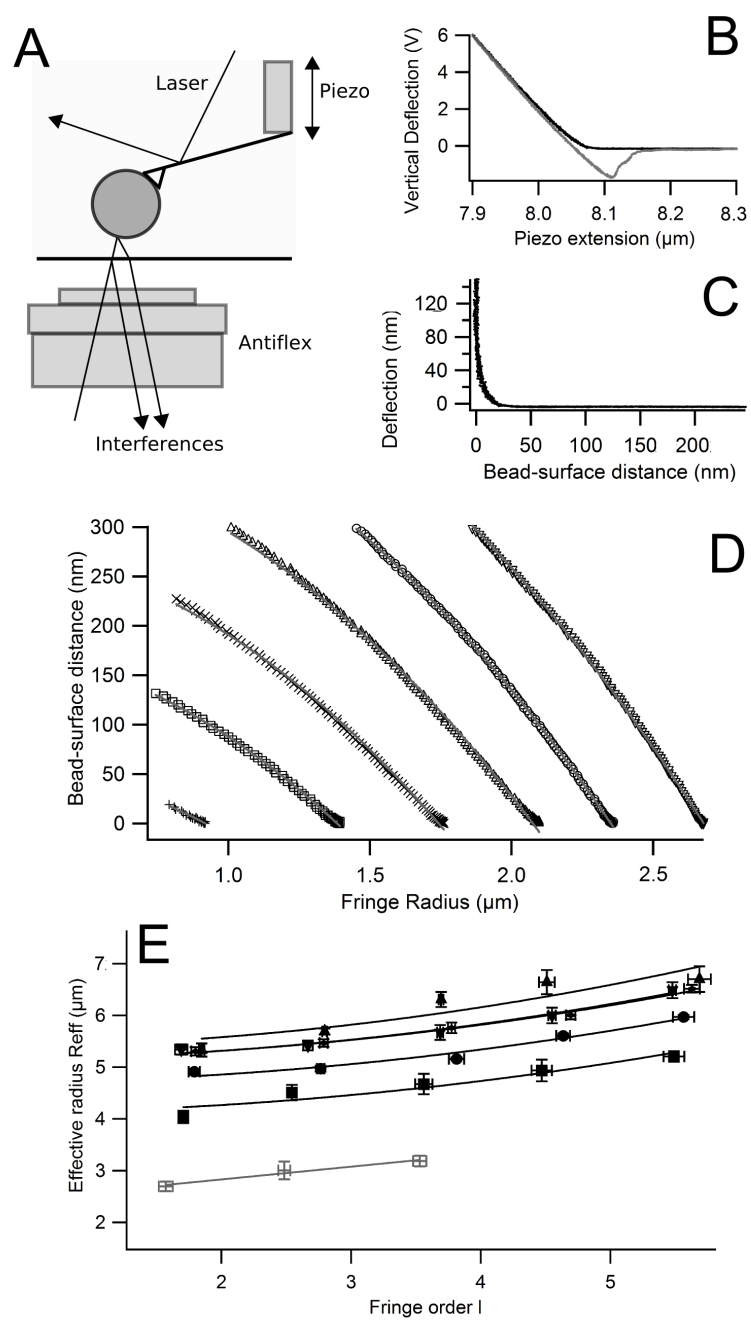 A
Laser
Piezo
Antiflex
Interferences
B
Vertical Deflection (V)
6
4
2
0
7.9 8.0 8.1 8.2 8.3
Piezo extension (µm)
C
Deflection (nm)
120
80
40
0
0 50 100 150 200
Bead-surface distance (nm)
D
Bead-surface distance (nm)
300
250
200
150
100
50
0
1.0 1.5 2.0 2.5
Fringe Radius (µm)
E
Effective radius Reff (µm)
7
6
5
4
3
2
2 3 4 5
Fringe order l